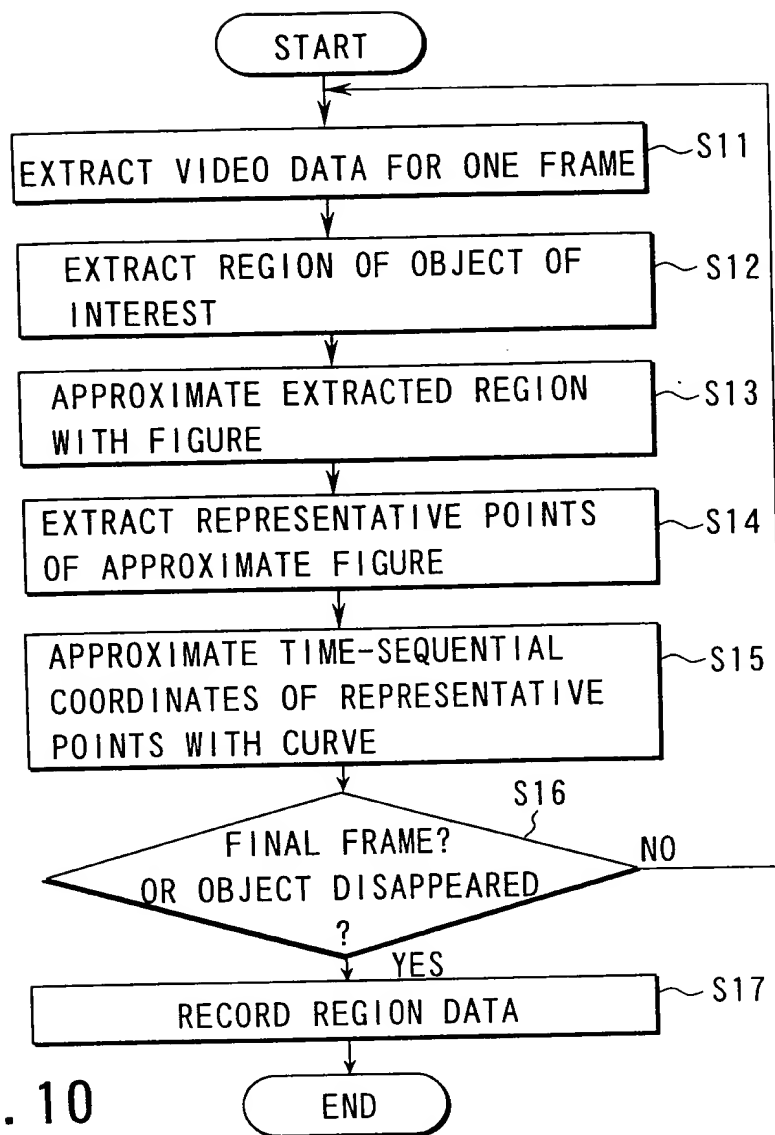 START
EXTRACT VIDEO DATA FOR ONE FRAME
S11
EXTRACT REGION OF OBJECT OF
INTEREST
S12
APPROXIMATE EXTRACTED REGION
WITH FIGURE
S13
EXTRACT REPRESENTATIVE POINTS
OF APPROXIMATE FIGURE
S14
APPROXIMATE TIME-SEQUENTIAL
COORDINATES OF REPRESENTATIVE
POINTS WITH CURVE
S15
S16
FINAL FRAME?
OR OBJECT DISAPPEARED
?
NO
YES
RECORD REGION DATA
S17
END
. 10